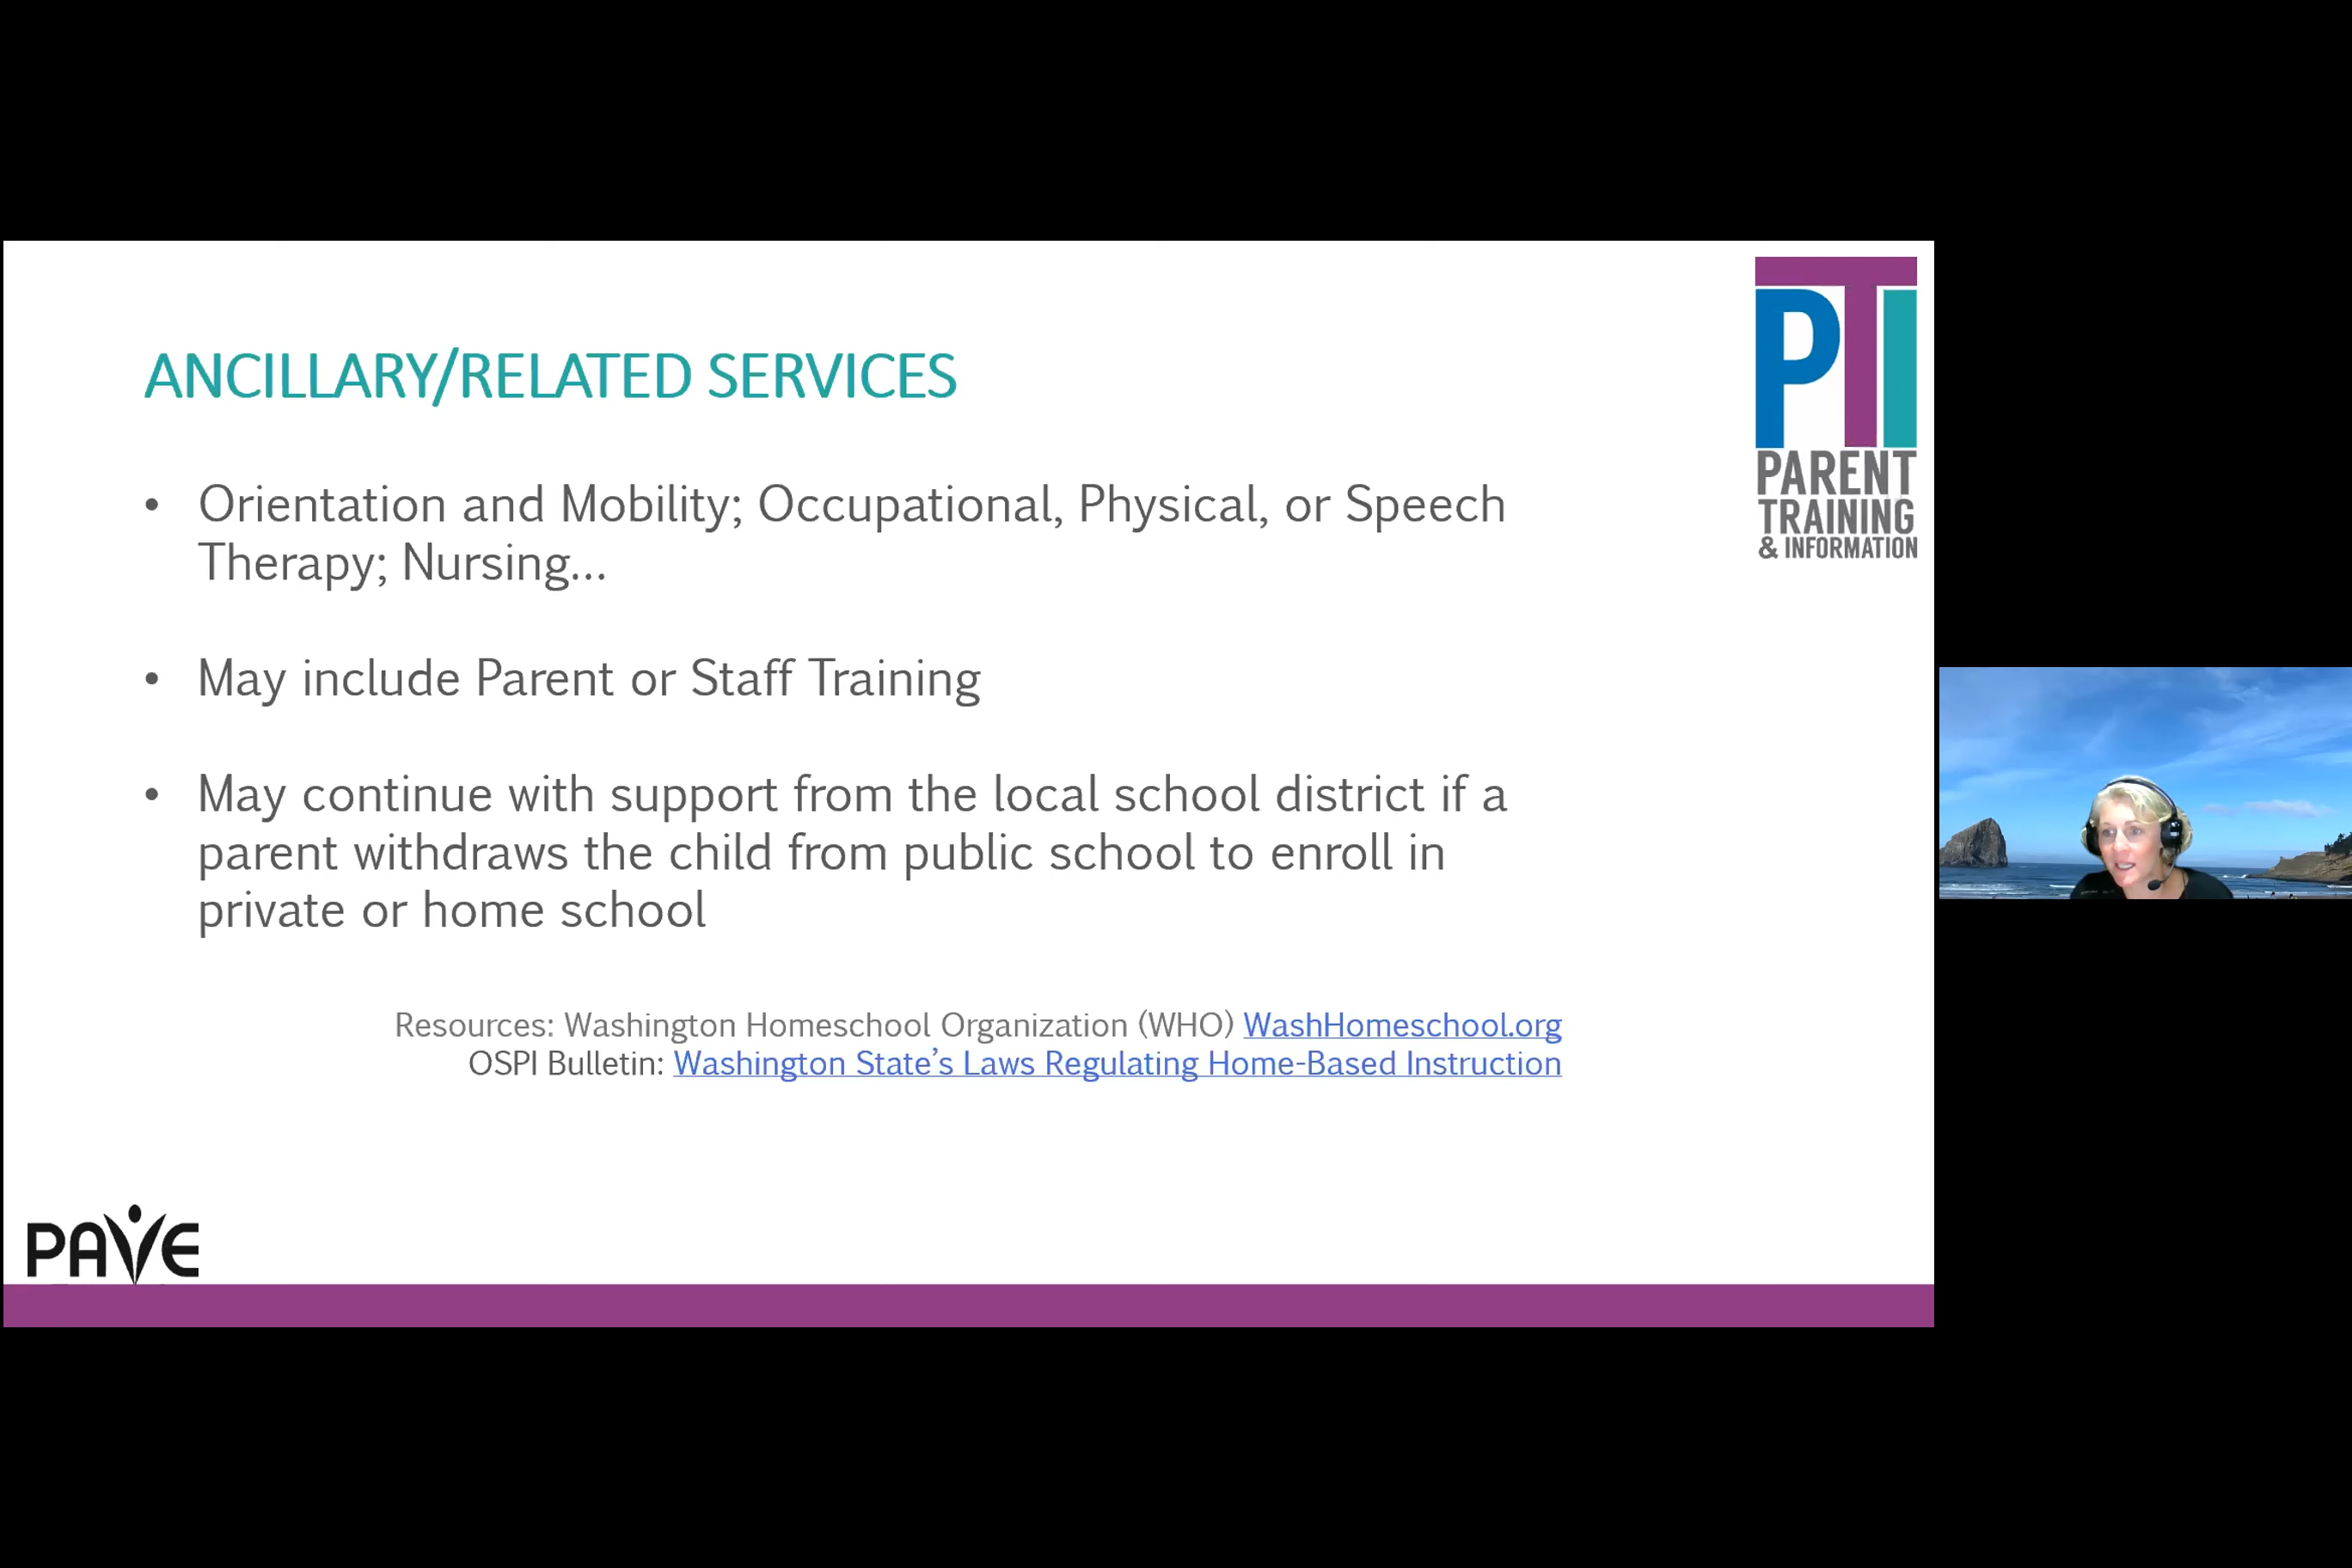 ANCILLARY/RELATED SERVICES
• Orientation and Mobility; Occupational, Physical, or Speech
Therapy; Nursing...
• May include Parent or Staff Training
• May continue with support from the local school district if a
parent withdraws the child from public school to enroll in
private or home school
Resources: Washington Homeschool Organization (WHO) WashHomeschool.org
OSPI Bulletin: Washington State’s Laws Regulating Home-Based Instruction
PTI
PARENT
TRAINING
& INFORMATION
PAVE